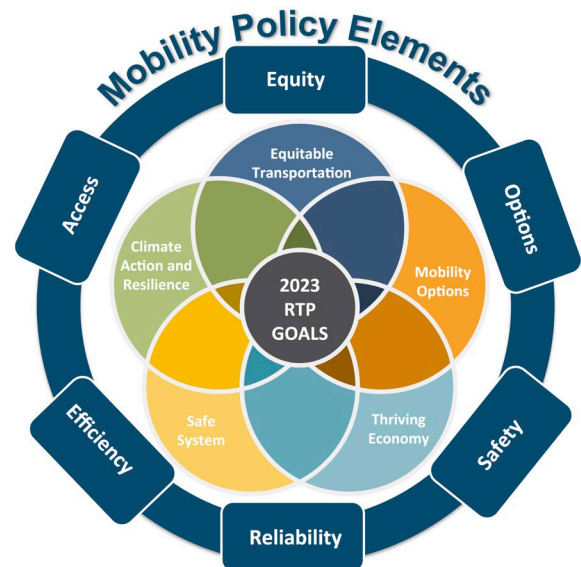 Mobility Policy Elements
Equity
Access
Options
Equitable
Transportation
Climate
Action and
Resilience
Mobility
Options
2023
RTP
GOALS
Safe
System
Thriving
Economy
Efficiency
Safety
Reliability